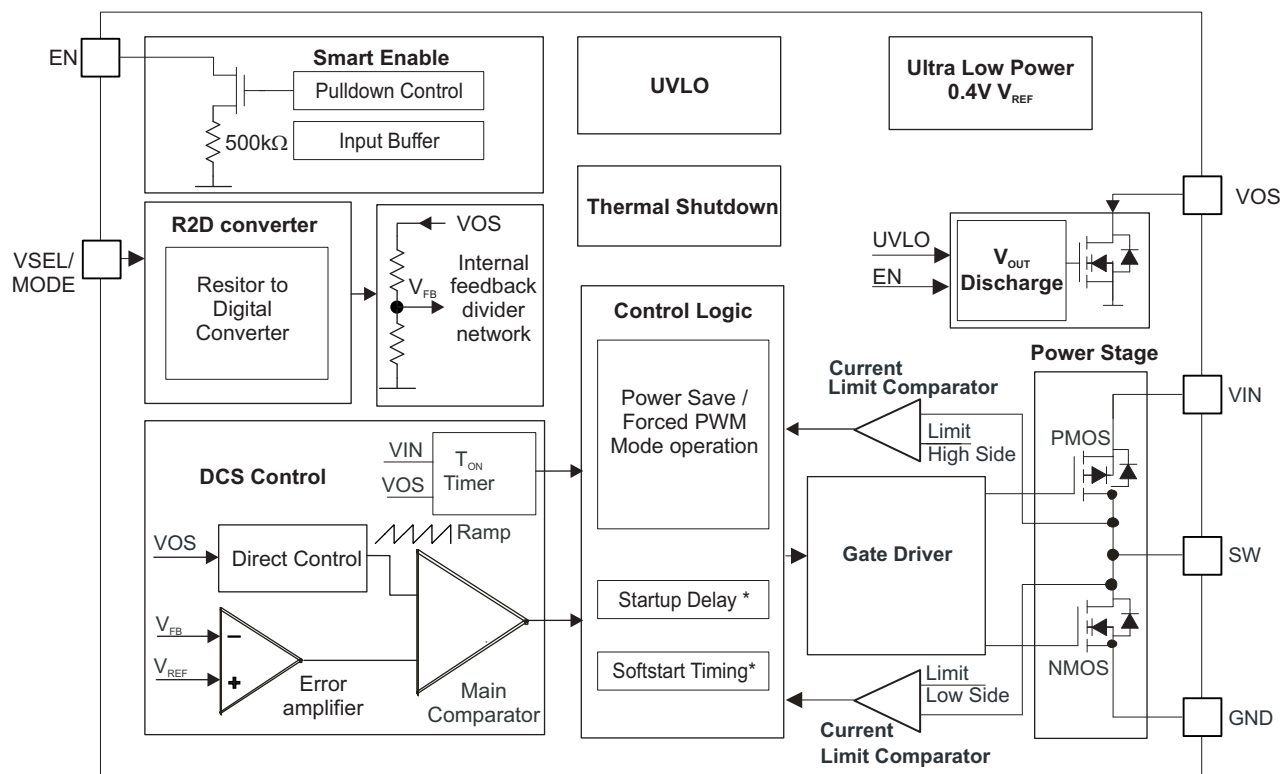 EN
Smart Enable
Pulldown Control
500kΩ
Input Buffer
UVLO
Ultra Low Power
0.4V VREF
Thermal Shutdown
VOS
UVLO
EN
VOUT
Discharge
VSEL/
MODE
R2D converter
Resitor to
Digital
Converter
VOS
VFB
Internal
feedback
divider
network
Control Logic
Power Save /
Forced PWM
Mode operation
Startup Delay *
Softstart Timing*
DCS Control
VIN
VOS
TON
Timer
Ramp
VOS
Direct Control
VFB
−
VREF
+
Error
amplifier
Main
Comparator
Current
Limit Comparator
Limit
High Side
Gate Driver
Limit
Low Side
Current
Limit Comparator
Power Stage
PMOS
NMOS
VIN
SW
GND